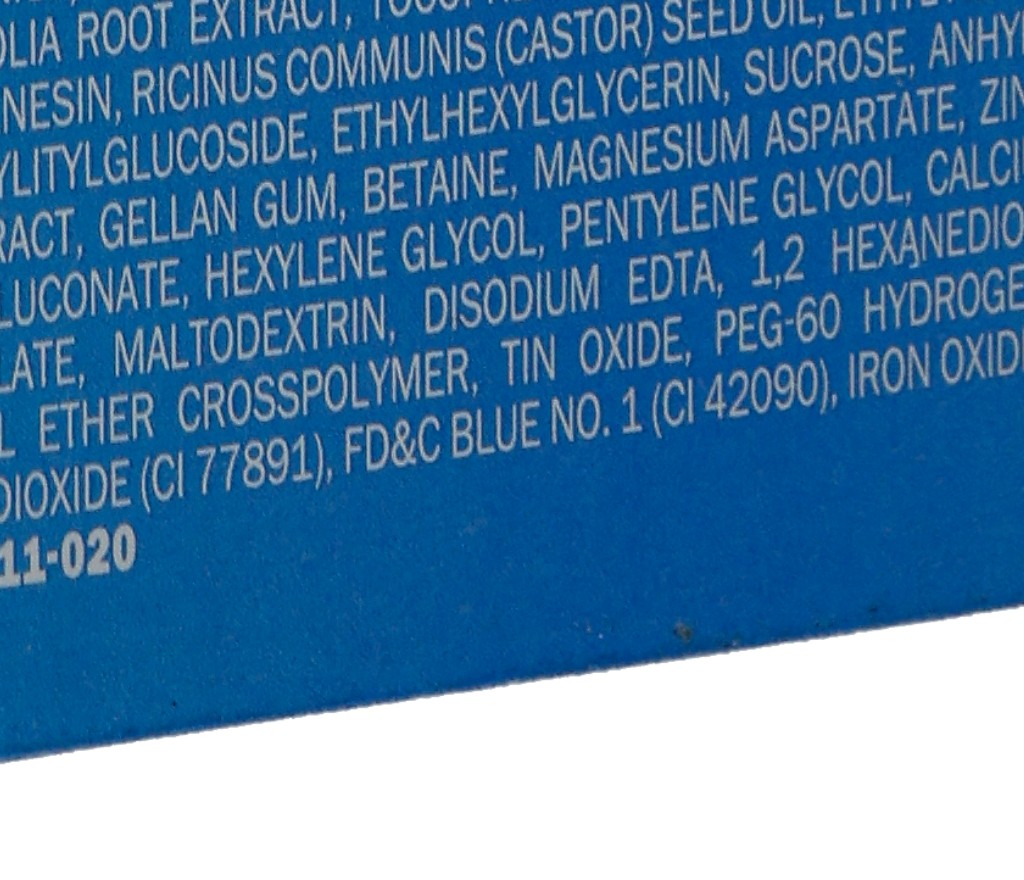 OLIA ROOT EXTRACT,
NESIN, RICINUS COMMUNIS (CASTOR) SEED OIL,
YLITYLGLUCOSIDE, ETHYLHEXYLGLYCERIN, SUCROSE, ANHY
RACT, GELLAN GUM, BETAINE, MAGNESIUM ASPARTATE, ZIN
LUCONATE, HEXYLENE GLYCOL, PENTYLENE GLYCOL, CALCI
LATE, MALTODEXTRIN, DISODIUM EDTA, 1,2 HEXANEDIO
L ETHER CROSSPOLYMER, TIN OXIDE, PEG-60 HYDROGE
DIOXIDE (CI 77891), FD&C BLUE NO. 1 (CI 42090), IRON OXID
11-020